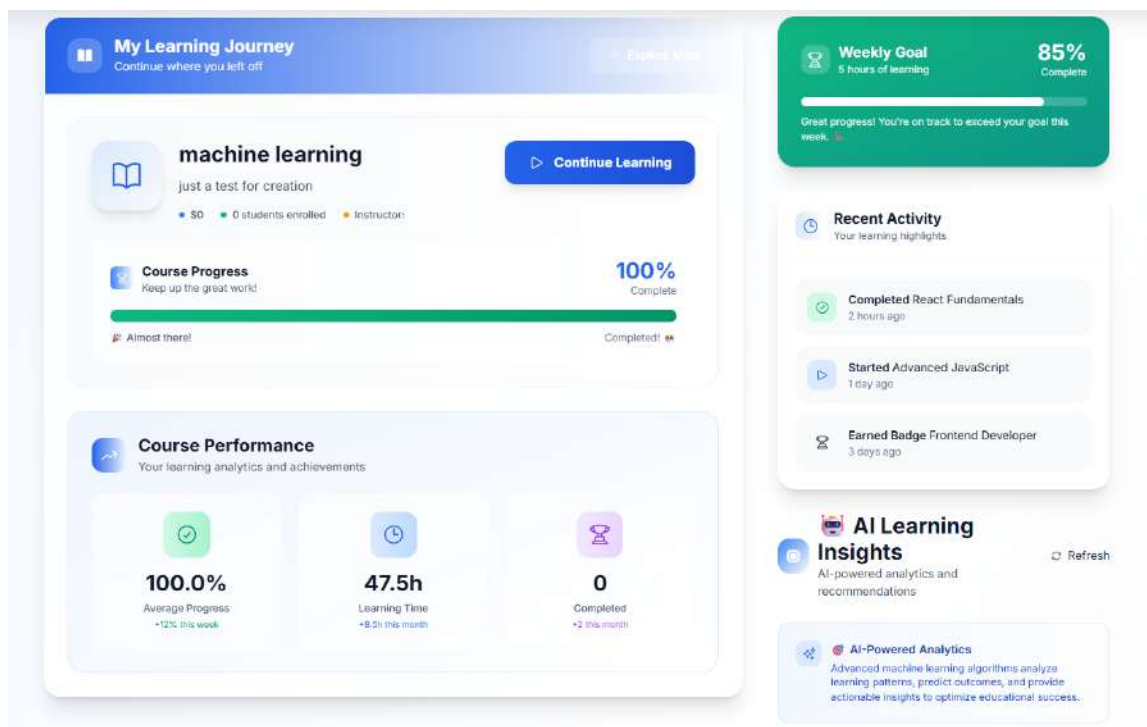 My Learning Journey
Continue where you left off
Explore More
machine learning
just a test for creation
Continue Learning
$0
0 students enrolled
Instructor:
Course Progress
Keep up the great work!
100%
Complete
Almost there!
Completed!
Course Performance
Your learning analytics and achievements
100.0%
Average Progress
+12% this week
47.5h
Learning Time
+8.5h this month
0
Completed
+2 this month
Weekly Goal
5 hours of learning
85%
Complete
Great progress! You're on track to exceed your goal this
week.
Recent Activity
Your learning highlights
Completed React Fundamentals
2 hours ago
Started Advanced JavaScript
1 day ago
Earned Badge Frontend Developer
3 days ago
AI Learning
Insights
AI-powered analytics and
recommendations
Refresh
AI-Powered Analytics
Advanced machine learning algorithms analyze
learning patterns, predict outcomes, and provide
actionable insights to optimize educational success.